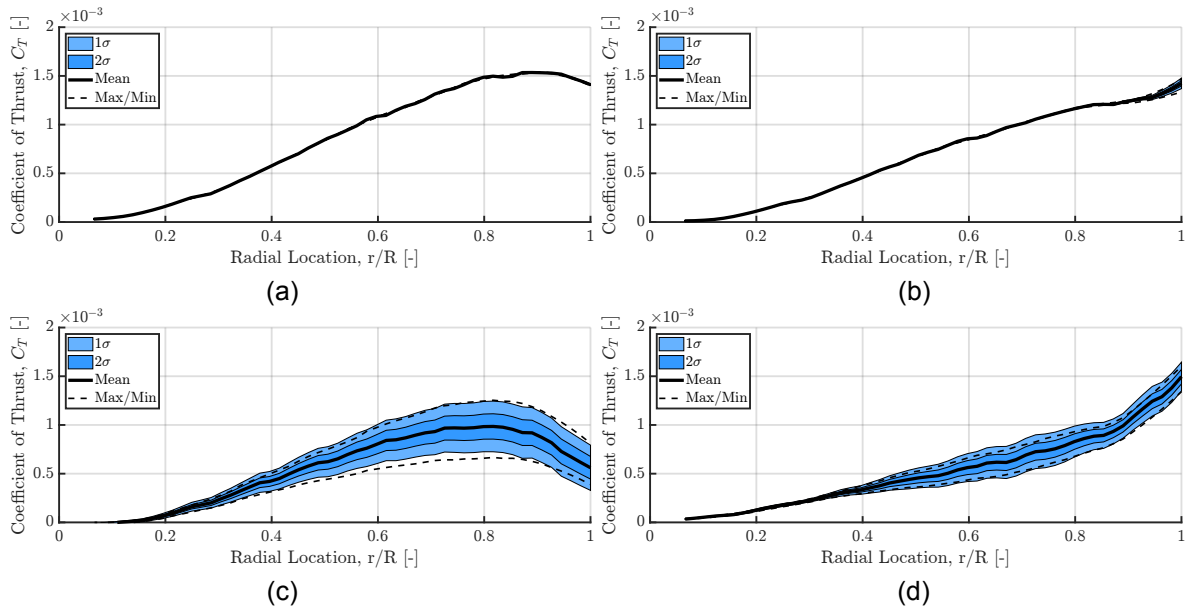 ×10⁻³
2
1.5
1
0.5
0
Coefficient of Thrust, C_T [-]
1σ
2σ
Mean
Max/Min
0 0.2 0.4 0.6 0.8 1
Radial Location, r/R [-]
(a)
×10⁻³
2
1.5
1
0.5
0
Coefficient of Thrust, C_T [-]
1σ
2σ
Mean
Max/Min
0 0.2 0.4 0.6 0.8 1
Radial Location, r/R [-]
(b)
×10⁻³
2
1.5
1
0.5
0
Coefficient of Thrust, C_T [-]
1σ
2σ
Mean
Max/Min
0 0.2 0.4 0.6 0.8 1
Radial Location, r/R [-]
(c)
×10⁻³
2
1.5
1
0.5
0
Coefficient of Thrust, C_T [-]
1σ
2σ
Mean
Max/Min
0 0.2 0.4 0.6 0.8 1
Radial Location, r/R [-]
(d)